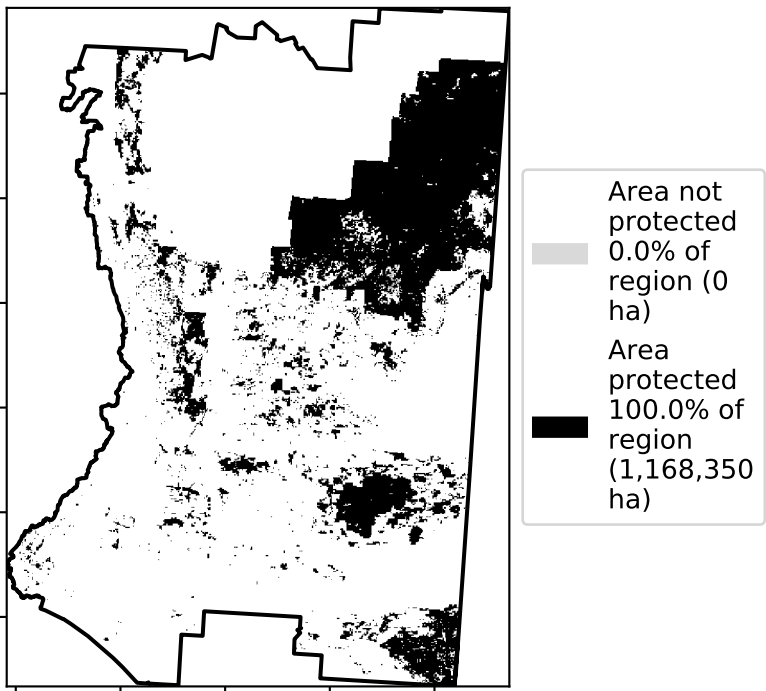 Area not
protected
0.0% of
region (0
ha)
Area
protected
100.0% of
region
(1,168,350
ha)